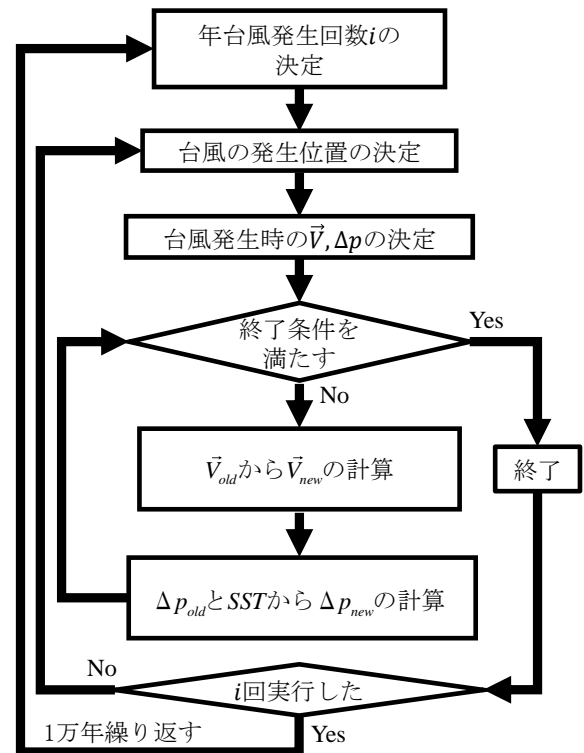 年台風発生回数iの
決定
台風の発生位置の決定
台風発生時のV⃗, Δpの決定
終了条件を
満たす
Yes
No
V⃗oldからV⃗newの計算
終了
Δp oldとSSTからΔp newの計算
No
i回実行した
1万年繰り返す
Yes